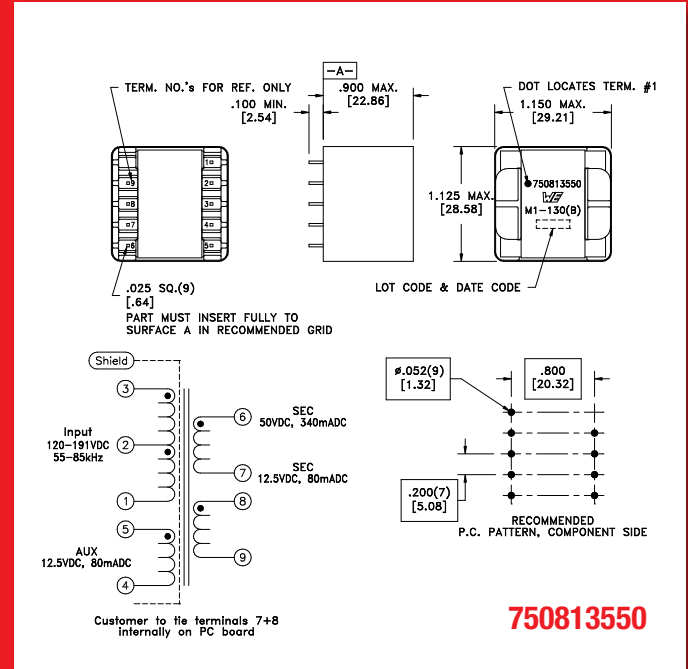 TERM. NO.'s FOR REF. ONLY
-A-
.900 MAX.
[22.86]
.100 MIN.
[2.54]
DOT LOCATES TERM. #1
1.150 MAX.
[29.21]
1
9
2
8
3
7
4
6
5
1.125 MAX.
[28.58]
750813550
WE
M1-130(B)
.025 SQ.(9)
[.64]
PART MUST INSERT FULLY TO
SURFACE A IN RECOMMENDED GRID
LOT CODE & DATE CODE
Shield
3
Input
120-191VDC
55-85kHz
2
1
5
AUX
12.5VDC, 80mADC
4
6
SEC
50VDC, 340mADC
7
SEC
12.5VDC, 80mADC
8
9
Customer to tie terminals 7+8
internally on PC board
ø.052(9)
[1.32]
.800
[20.32]
.200(7)
[5.08]
RECOMMENDED
P.C. PATTERN, COMPONENT SIDE
750813550